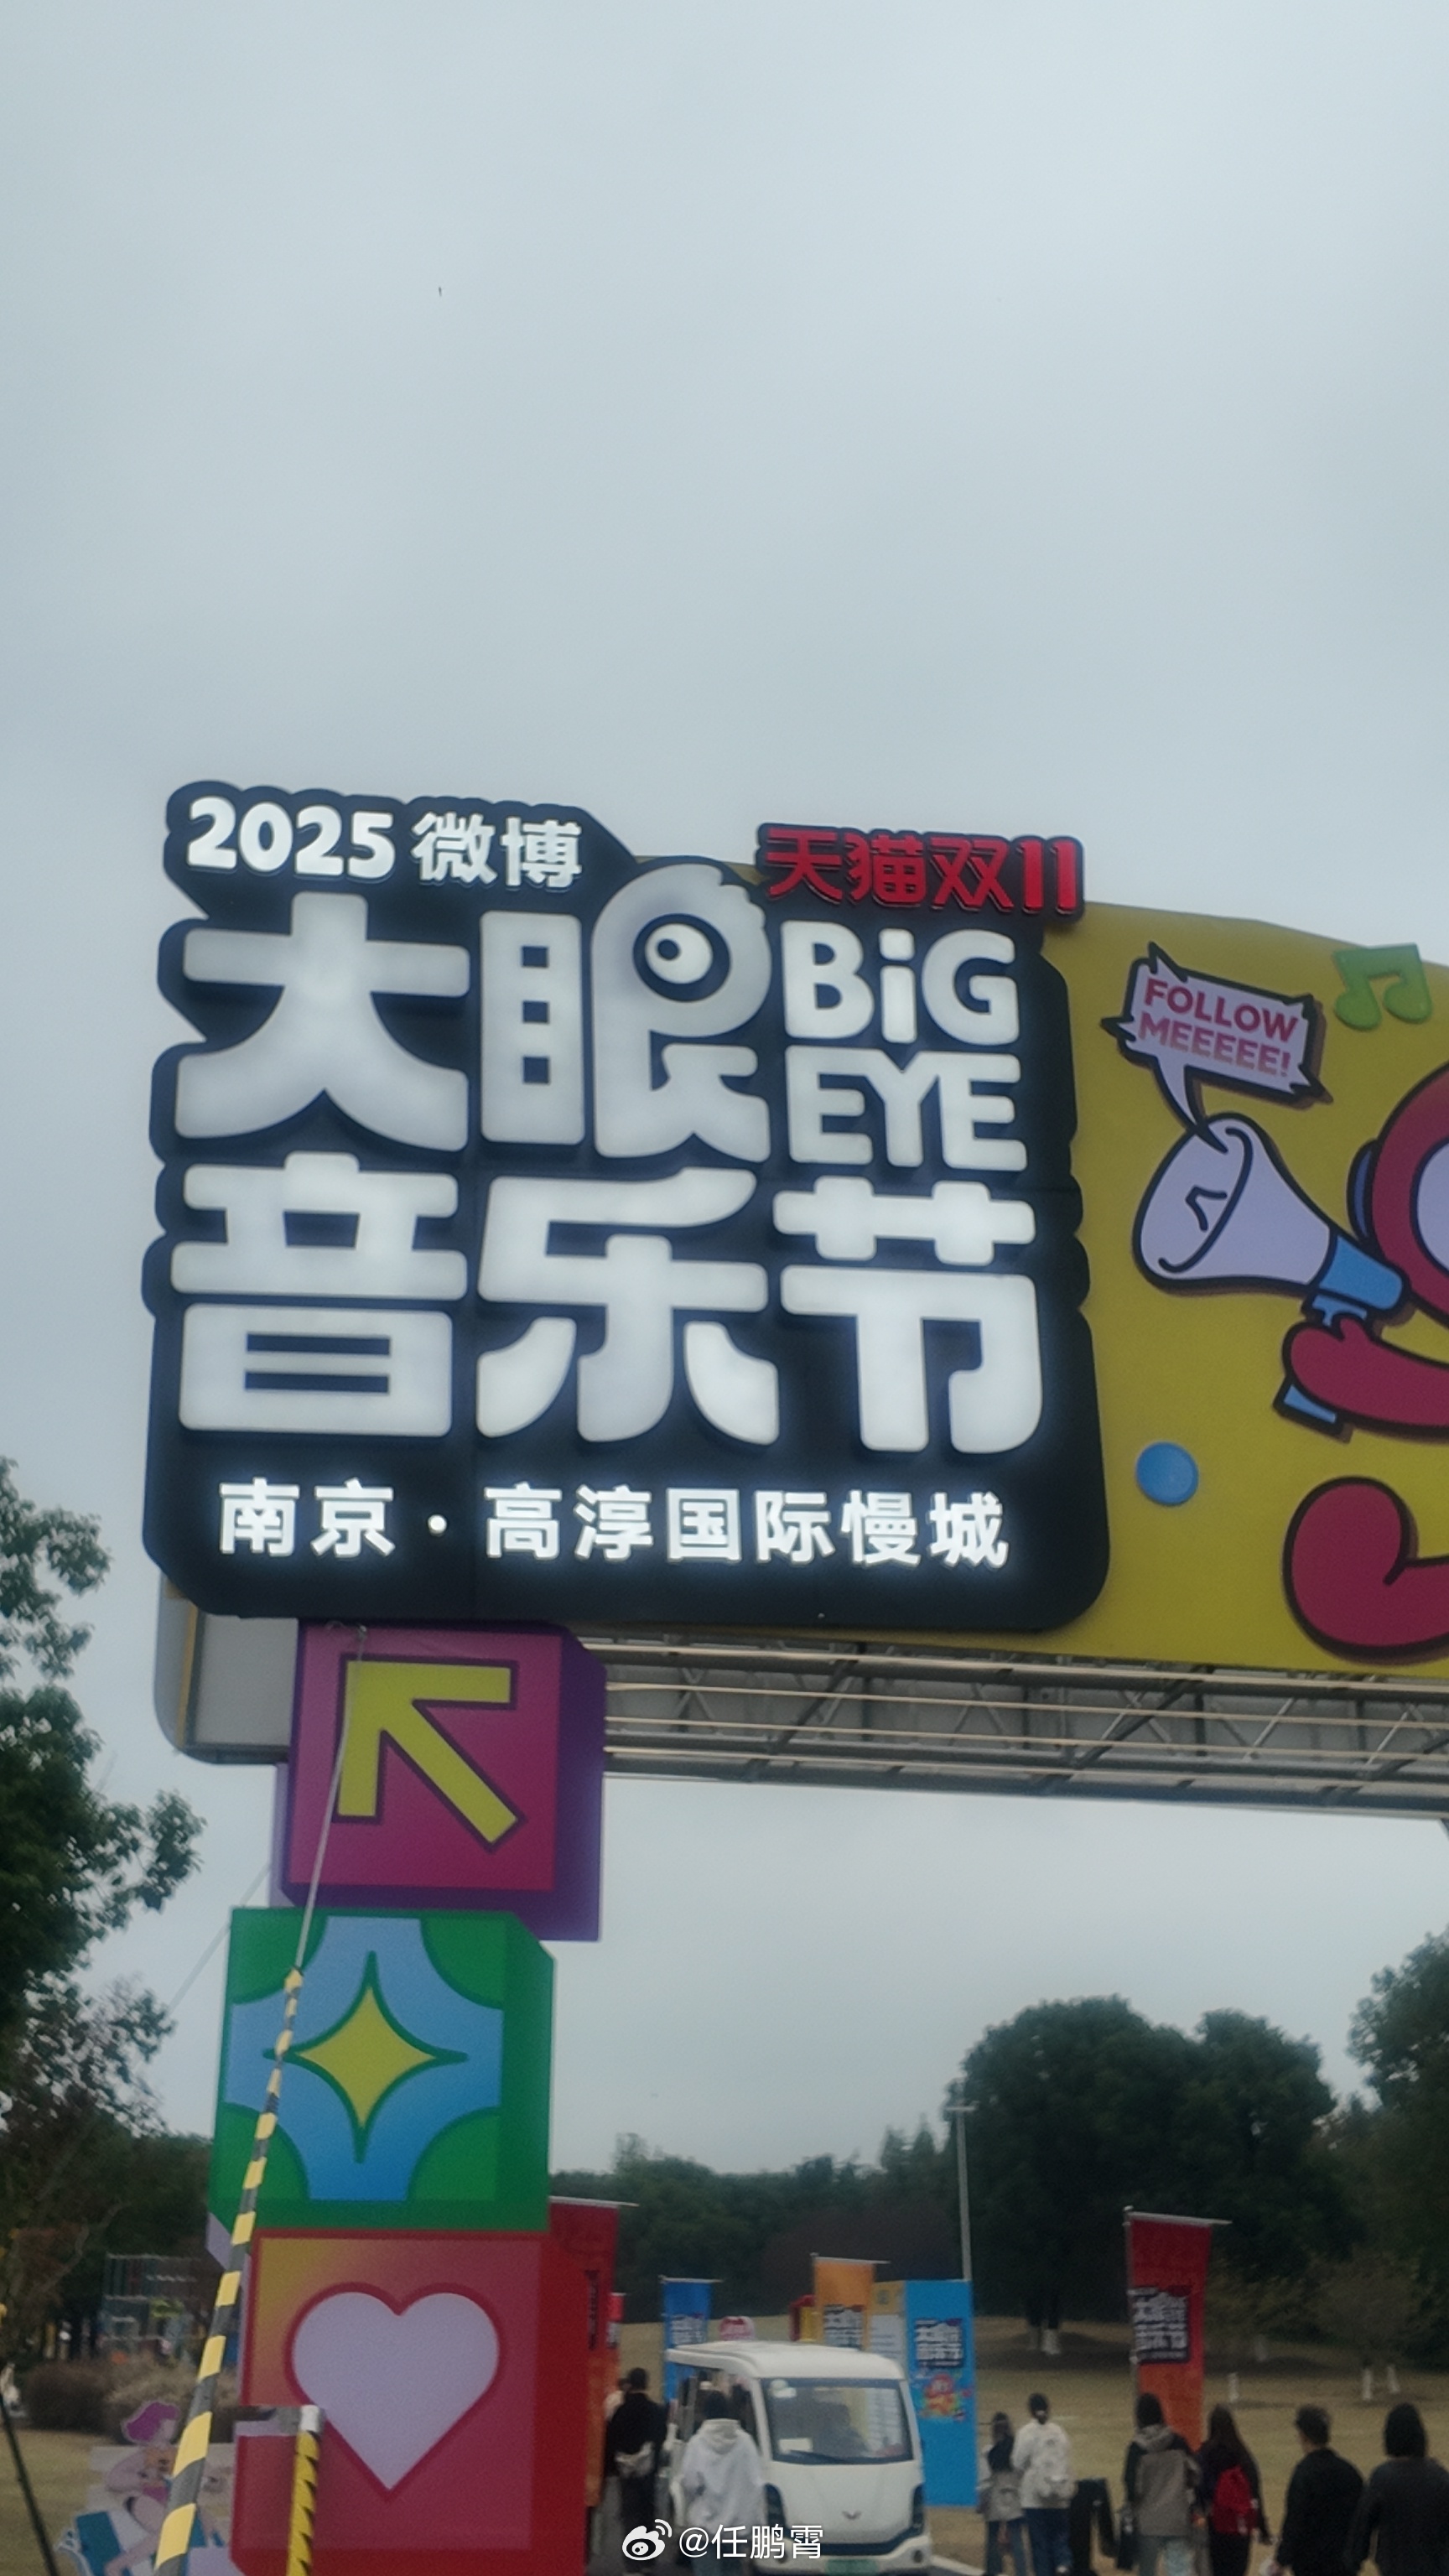 2025 微博
天猫双11
大眼
BiG
EYE
音乐节
南京·高淳国际慢城
FOLLOW
MEEEEE!
@任鹏霄